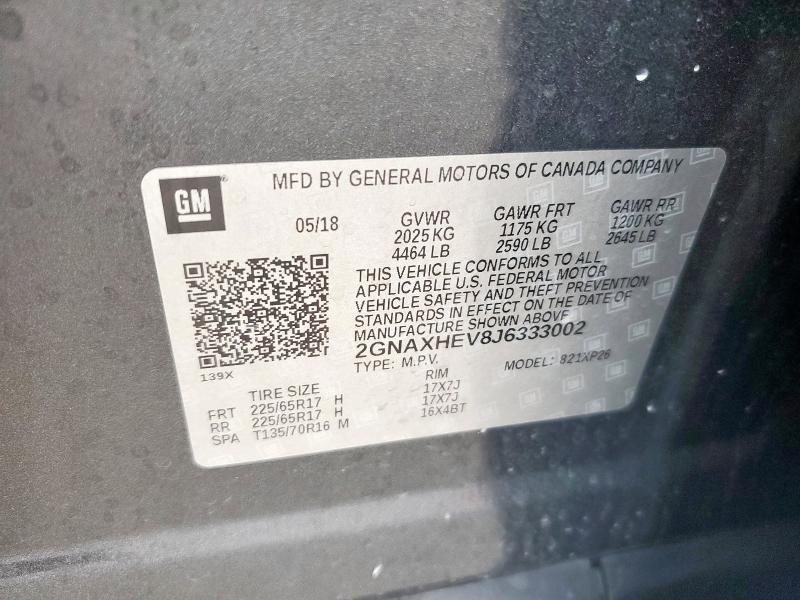 GM
MFD BY GENERAL MOTORS OF CANADA COMPANY
05/18 GVWR GAWR FRT GAWR RR
2025 KG 1175 KG 1200 KG
4464 LB 2590 LB 2645 LB
THIS VEHICLE CONFORMS TO ALL
APPLICABLE U.S. FEDERAL MOTOR
VEHICLE SAFETY AND THEFT PREVENTION
STANDARDS IN EFFECT ON THE DATE OF
MANUFACTURE SHOWN ABOVE
2GNAXHEV8J6333002
TYPE: M.P.V. MODEL: 821XP26
139X
TIRE SIZE RIM
FRT 225/65R17 H 17X7J
RR 225/65R17 H 17X7J
SPA T135/70R16 M 16X4BT